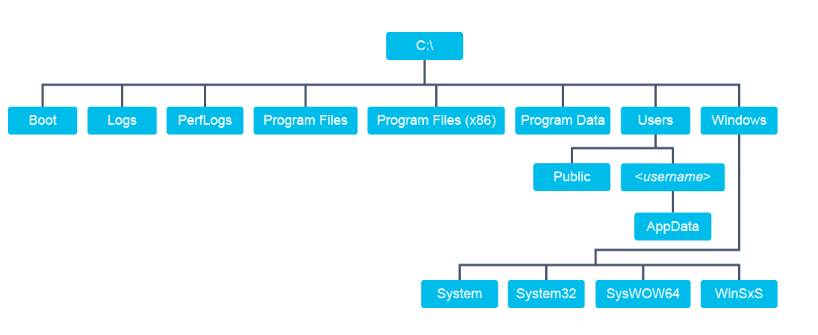 C:\
Boot
Logs
PerfLogs
Program Files
Program Files (x86)
Program Data
Users
Windows
Public
<username>
AppData
System
System32
SysWOW64
WinSxS